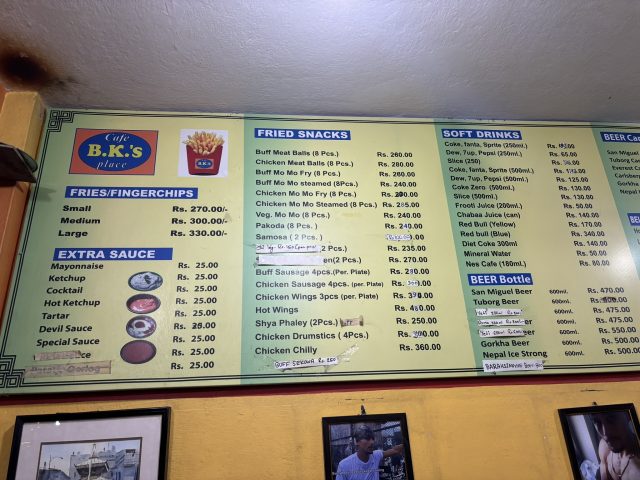 Cafe
B.K.'s
place
FRIES/FINGERCHIPS
Small Rs. 270.00/-
Medium Rs. 300.00/-
Large Rs. 330.00/-
EXTRA SAUCE
Mayonnaise Rs. 25.00
Ketchup Rs. 25.00
Cocktail Rs. 25.00
Hot Ketchup Rs. 25.00
Tartar Rs. 25.00
Devil Sauce Rs. 25.00
Special Sauce Rs. 25.00
Rs. 25.00
Rs. 25.00
FRIED SNACKS
Buff Meat Balls (8 Pcs.) Rs. 260.00
Chicken Meat Balls (8 Pcs.) Rs. 280.00
Buff Mo Mo Fry (8 Pcs.) Rs. 260.00
Buff Mo Mo steamed (8Pcs.) Rs. 240.00
Chicken Mo Mo Fry (8 Pcs.)
Chicken Mo Mo Steamed (8 Pcs.)
Veg. Mo Mo (8 Pcs.) Rs. 240.00
Pakoda (8 Pcs.) Rs. 240.00
Samosa ( 2 Pcs.)
(2 Pcs.) Rs. 235.00
(2 Pcs.) Rs. 270.00
Buff Sausage 4pcs.(Per. Plate)
Chicken Sausage 4pcs. (per. Plate)
Chicken Wings 3pcs (Per. Plate)
Hot Wings
Shya Phaley (2Pcs.) Rs. 250.00
Chicken Drumstics ( 4Pcs.)
Chicken Chilly Rs. 360.00
BUFF SEKUWA
SOFT DRINKS
Coke, fanta, Sprite (250ml.)
Dew, 7up, Pepsi (250ml.) Rs. 65.00
Slice (250)
Coke, fanta, Sprite (500ml.)
Dew, 7up, Pepsi (500ml.) Rs. 125.00
Coke Zero (500ml.) Rs. 130.00
Slice (500ml.) Rs. 130.00
Frooti Juice (200ml.) Rs. 50.00
Chabaa Juice (can) Rs. 140.00
Red Bull (Yellow) Rs. 170.00
Red bull (Blue) Rs. 340.00
Diet Coke 300ml Rs. 140.00
Mineral Water Rs. 50.00
Nes Cafe (180ml.) Rs. 80.00
BEER Bottle
San Miguel Beer 600ml. Rs. 470.00
Tuborg Beer 600ml.
600ml. Rs. 475.00
600ml. Rs. 475.00
600ml. Rs. 550.00
Gorkha Beer 600ml. Rs. 500.00
Nepal Ice Strong 600ml. Rs. 500.00
BEER Ca
San Miguel
Tuborg
Everest
Carlsber
Gorkha
Nepal